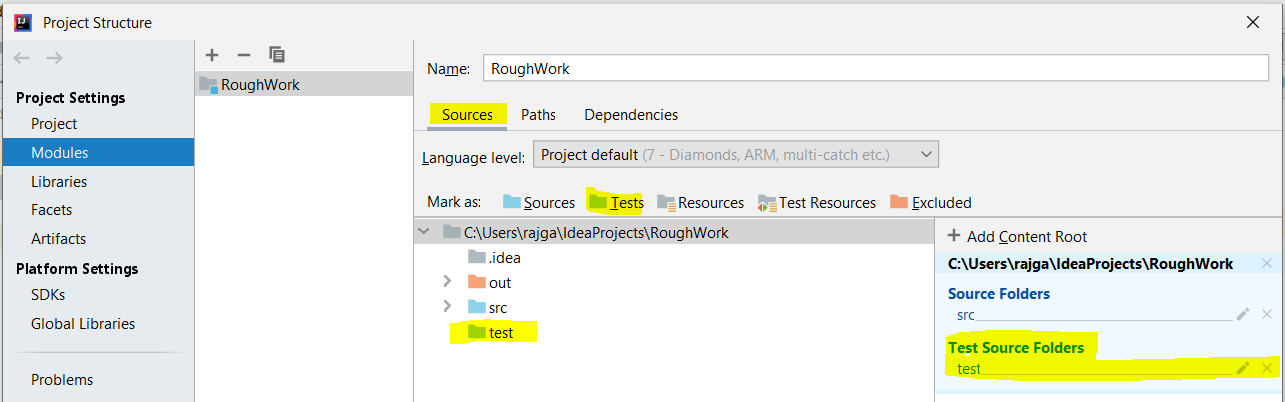 Project Structure
Project Settings
Project
Modules
Libraries
Facets
Artifacts
Platform Settings
SDKs
Global Libraries
Problems
RoughWork
Name: RoughWork
Sources Paths Dependencies
Language level: Project default (7 - Diamonds, ARM, multi-catch etc.)
Mark as: Sources Tests Resources Test Resources Excluded
C:\Users\rajga\IdeaProjects\RoughWork
.idea
out
src
test
Add Content Root
C:\Users\rajga\IdeaProjects\RoughWork
Source Folders
src
Test Source Folders
test